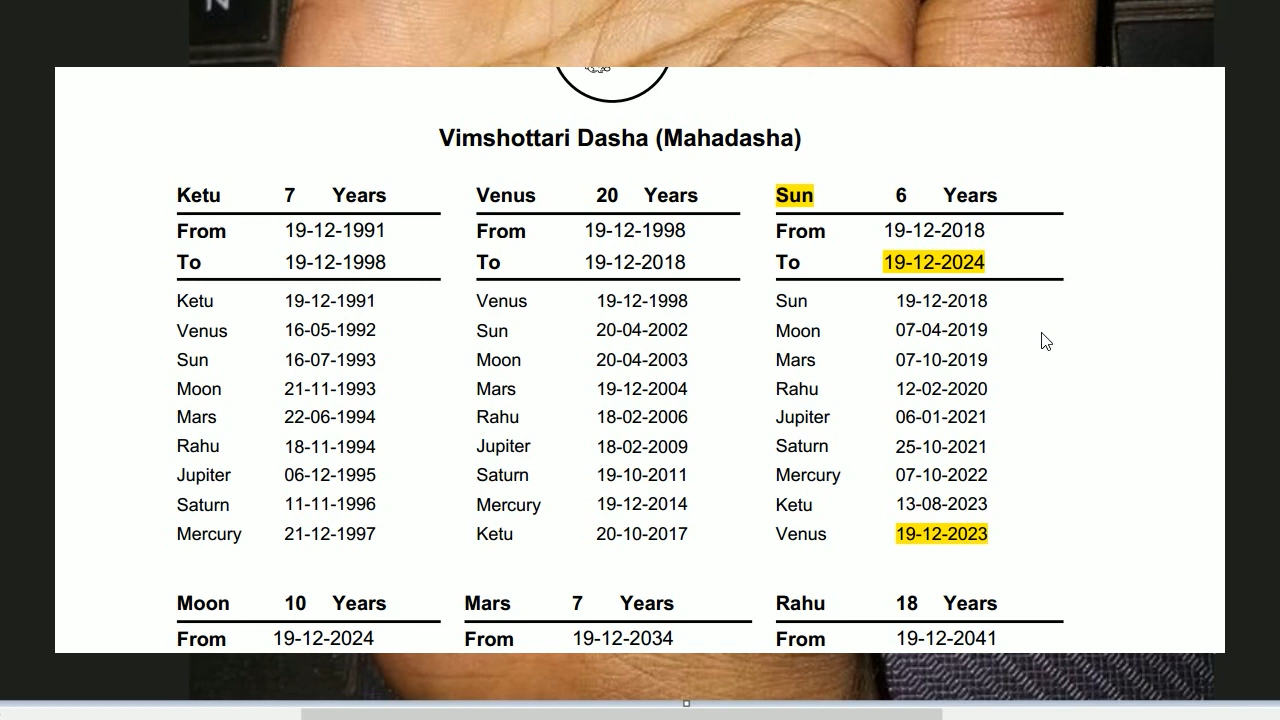 Vimshottari Dasha (Mahadasha)
Ketu 7 Years
From 19-12-1991
To 19-12-1998
Ketu 19-12-1991
Venus 16-05-1992
Sun 16-07-1993
Moon 21-11-1993
Mars 22-06-1994
Rahu 18-11-1994
Jupiter 06-12-1995
Saturn 11-11-1996
Mercury 21-12-1997
Venus 20 Years
From 19-12-1998
To 19-12-2018
Venus 19-12-1998
Sun 20-04-2002
Moon 20-04-2003
Mars 19-12-2004
Rahu 18-02-2006
Jupiter 18-02-2009
Saturn 19-10-2011
Mercury 19-12-2014
Ketu 20-10-2017
Sun 6 Years
From 19-12-2018
To 19-12-2024
Sun 19-12-2018
Moon 07-04-2019
Mars 07-10-2019
Rahu 12-02-2020
Jupiter 06-01-2021
Saturn 25-10-2021
Mercury 07-10-2022
Ketu 13-08-2023
Venus 19-12-2023
Moon 10 Years
From 19-12-2024
Mars 7 Years
From 19-12-2034
Rahu 18 Years
From 19-12-2041